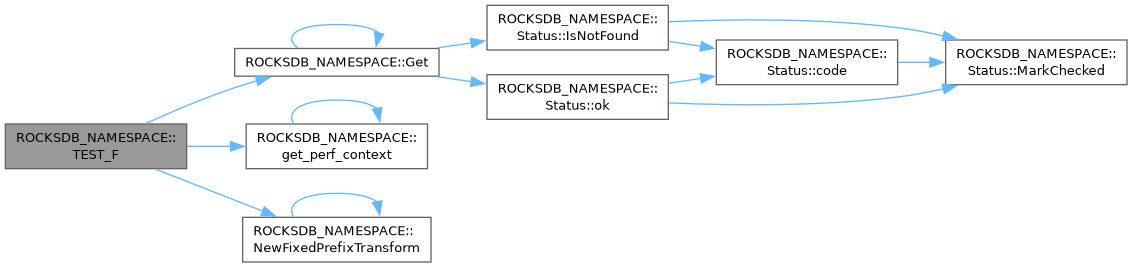 ROCKSDB_NAMESPACE::
TEST_F
ROCKSDB_NAMESPACE::Get
ROCKSDB_NAMESPACE::
get_perf_context
ROCKSDB_NAMESPACE::
NewFixedPrefixTransform
ROCKSDB_NAMESPACE::
Status::IsNotFound
ROCKSDB_NAMESPACE::
Status::ok
ROCKSDB_NAMESPACE::
Status::code
ROCKSDB_NAMESPACE::
Status::MarkChecked